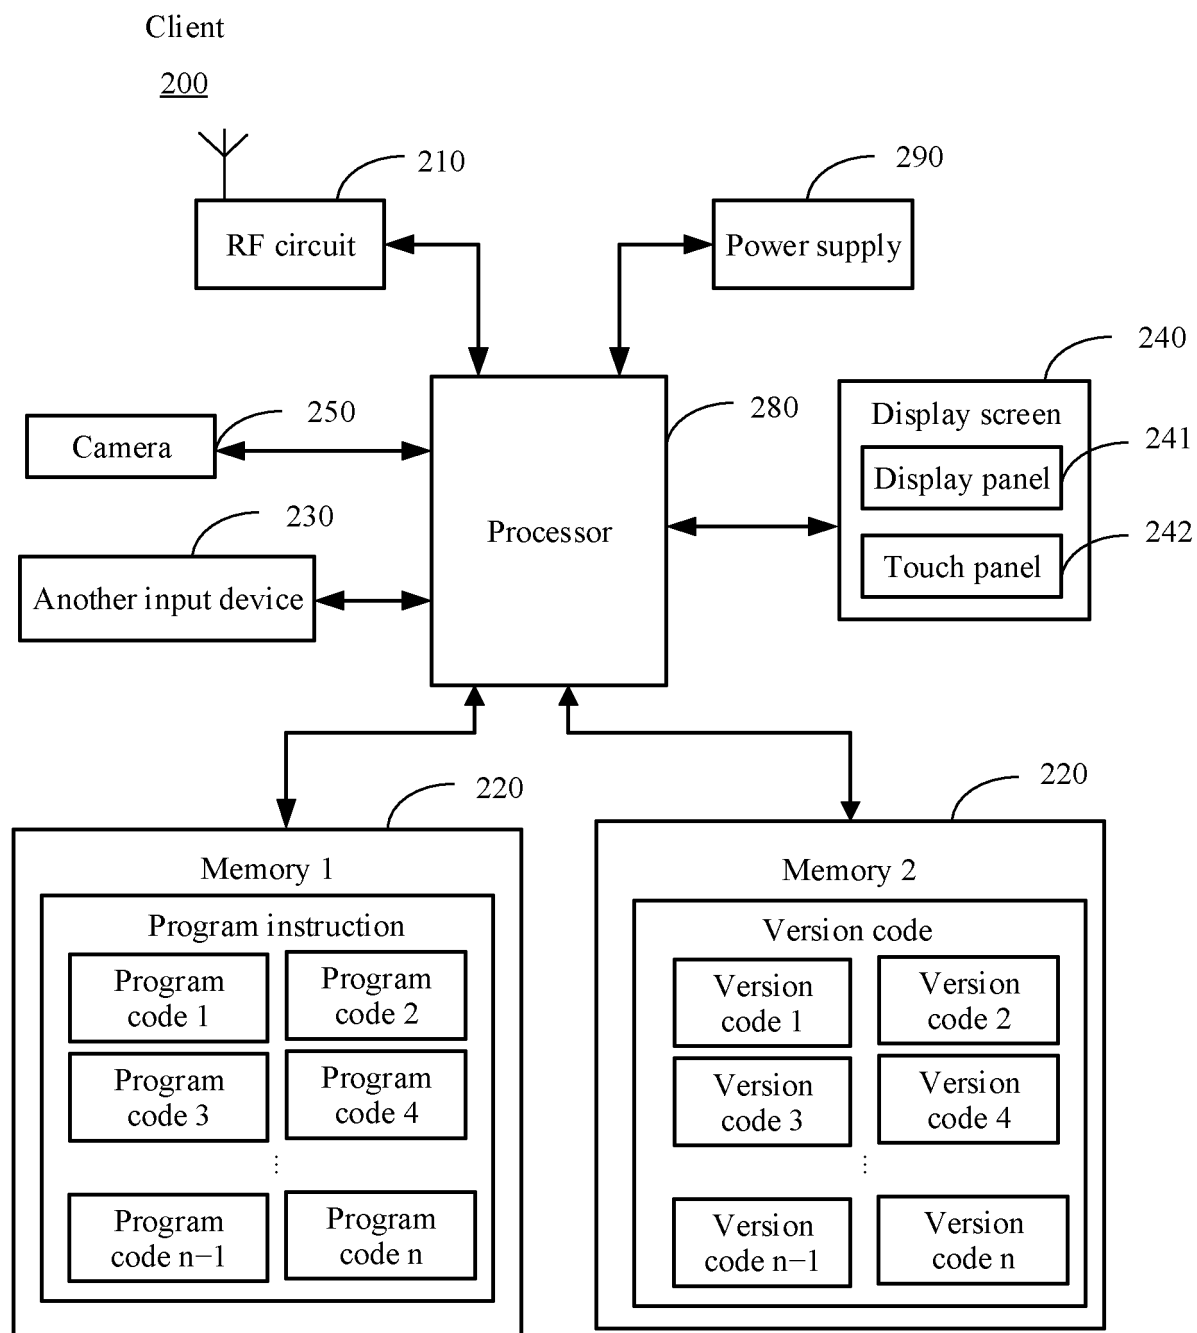 Client
200
210
290
RF circuit
Power supply
240
250
280
Display screen
Camera
241
Display panel
230
Processor
242
Another input device
Touch panel
220
220
Memory 1
Program instruction
Program
code 1
Program
code 2
Program
code 3
Program
code 4
⋮
Program
code n−1
Program
code n
Memory 2
Version code
Version
code 1
Version
code 2
Version
code 3
Version
code 4
⋮
Version
code n−1
Version
code n